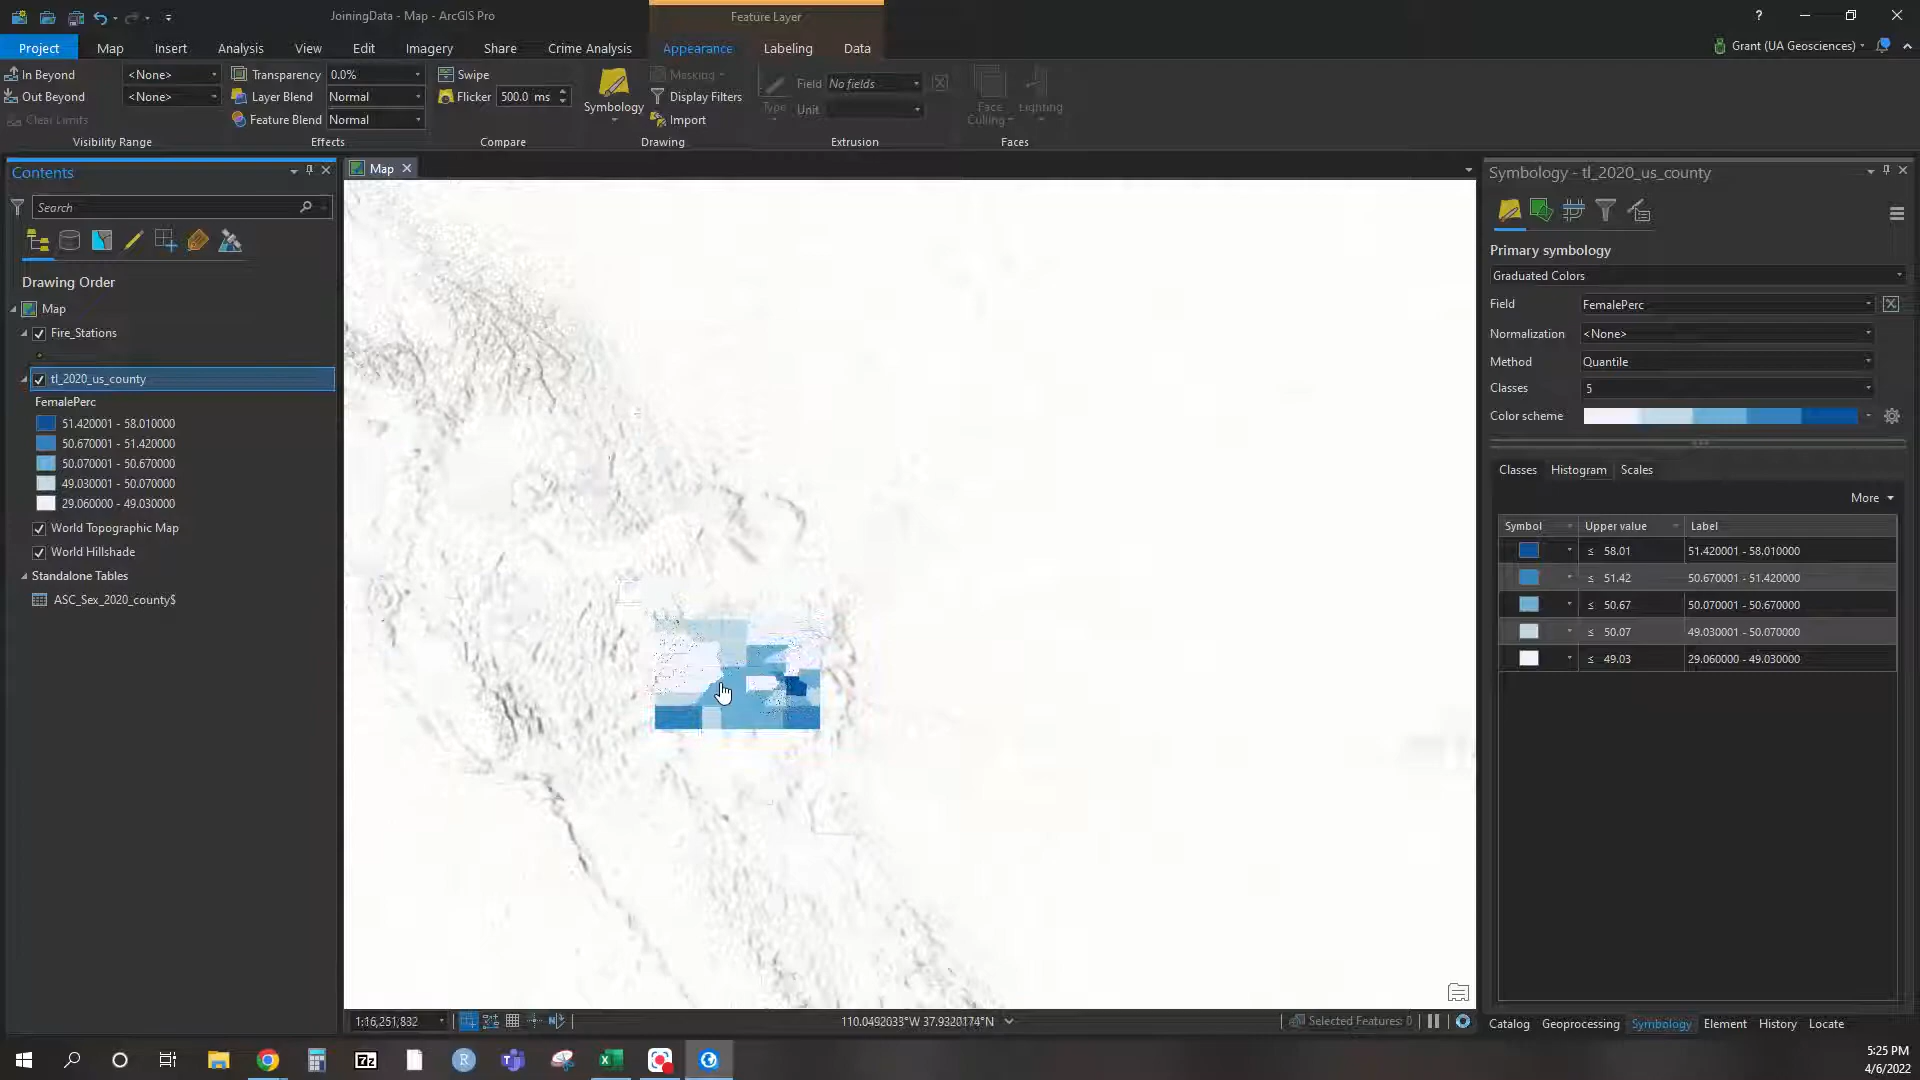 JoiningData - Map - ArcGIS Pro
Feature Layer
?
Project Map Insert Analysis View Edit Imagery Share Crime Analysis Appearance Labeling Data
Grant (UA Geosciences)
In Beyond <None>
Out Beyond <None>
Clear Limits
Visibility Range
Transparency 0.0%
Layer Blend Normal
Feature Blend Normal
Effects
Swipe
Flicker 500.0 ms
Compare
Symbology
Masking
Display Filters
Import
Drawing
Type
Field No fields
Unit
Extrusion
Face Culling
Lighting
Faces
Contents
Search
Drawing Order
Map
Fire_Stations
tl_2020_us_county
FemalePerc
51.420001 - 58.010000
50.670001 - 51.420000
50.070001 - 50.670000
49.030001 - 50.070000
29.060000 - 49.030000
World Topographic Map
World Hillshade
Standalone Tables
ASC_Sex_2020_county$
Map
1:16,251,832
110.0492033°W 37.9320174°N
Selected Features: 0
Symbology - tl_2020_us_county
Primary symbology
Graduated Colors
Field FemalePerc
Normalization <None>
Method Quantile
Classes 5
Color scheme
Classes Histogram Scales
More
Symbol Upper value Label
≤ 58.01 51.420001 - 58.010000
≤ 51.42 50.670001 - 51.420000
≤ 50.67 50.070001 - 50.670000
≤ 50.07 49.030001 - 50.070000
≤ 49.03 29.060000 - 49.030000
Catalog Geoprocessing Symbology Element History Locate
5:25 PM
4/6/2022